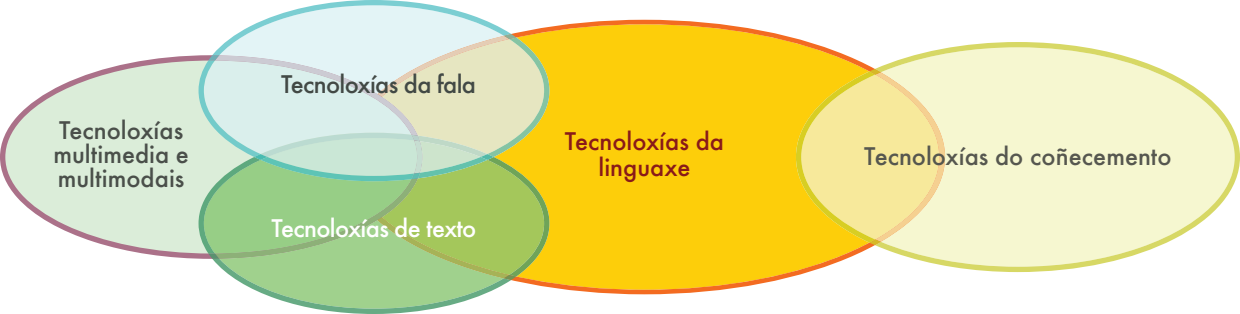 Tecnoloxías da fala
Tecnoloxías
multimedia e
multimodais
Tecnoloxías de texto
Tecnoloxías da
linguaxe
Tecnoloxías do coñecemento